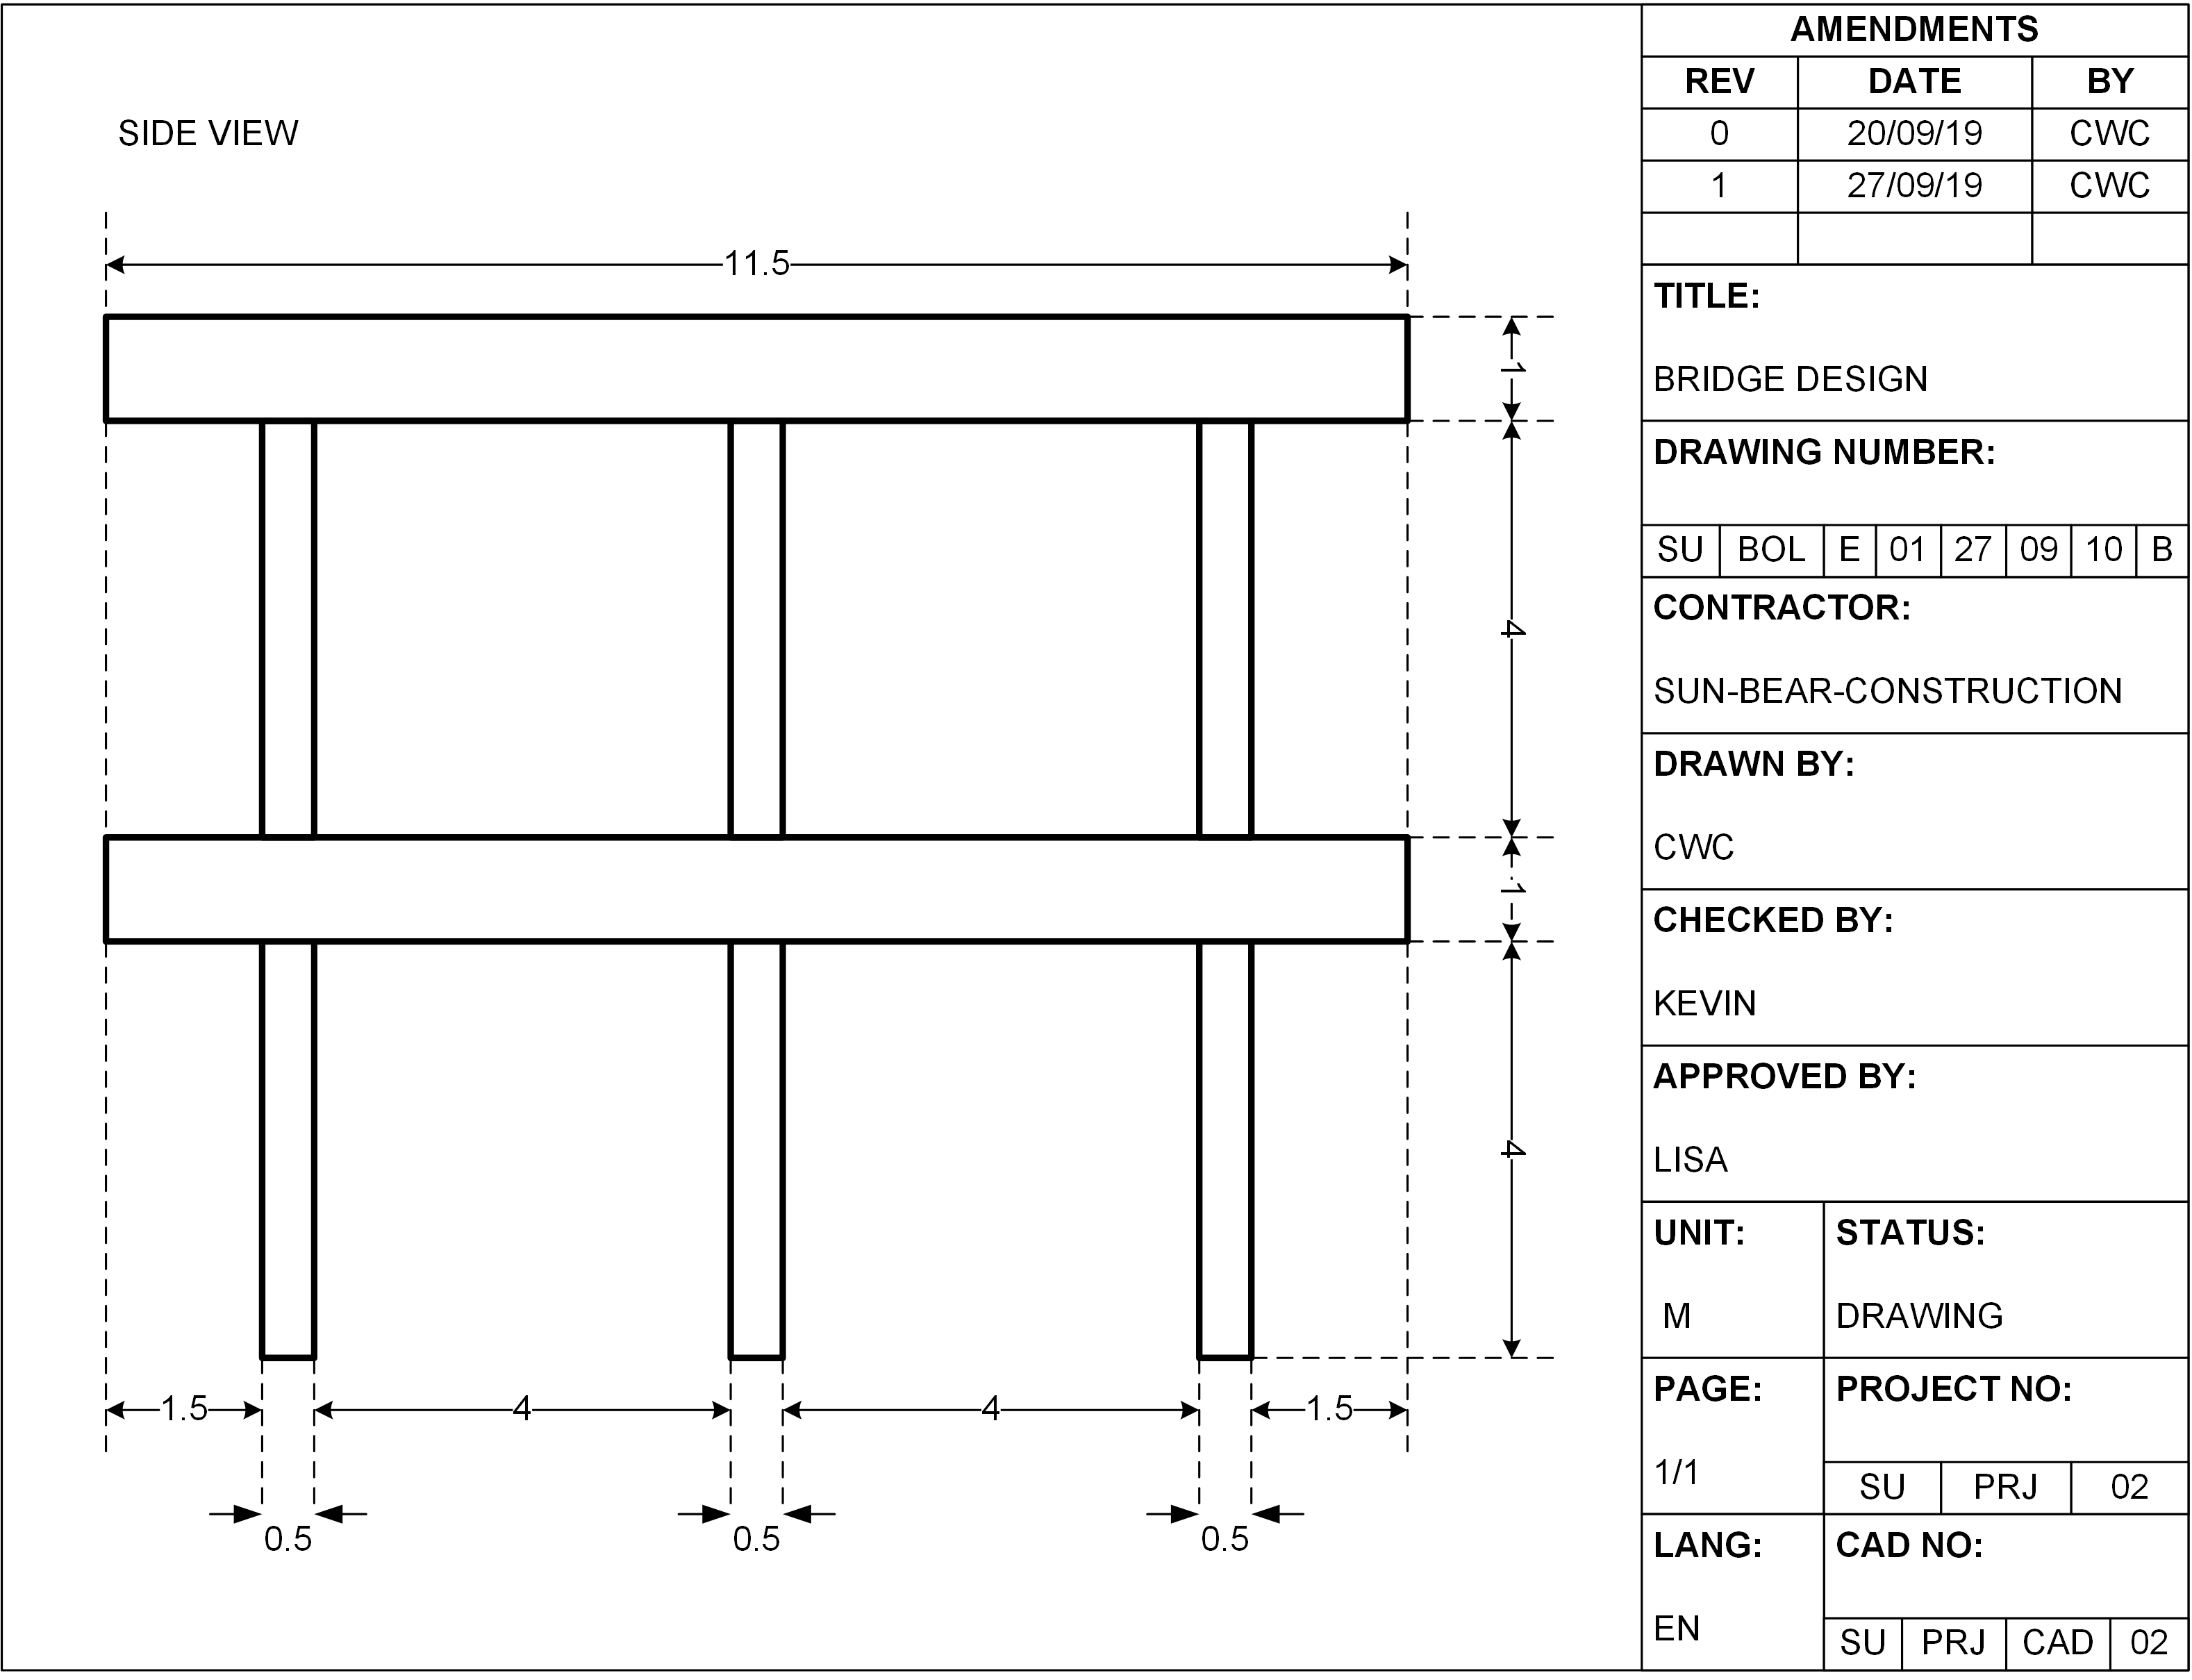 SIDE VIEW
11.5
1
4
1
4
1.5 4 4 1.5
0.5 0.5 0.5
AMENDMENTS
REV DATE BY
0 20/09/19 CWC
1 27/09/19 CWC
TITLE:
BRIDGE DESIGN
DRAWING NUMBER:
SU BOL E 01 27 09 10 B
CONTRACTOR:
SUN-BEAR-CONSTRUCTION
DRAWN BY:
CWC
CHECKED BY:
KEVIN
APPROVED BY:
LISA
UNIT: STATUS:
M DRAWING
PAGE: PROJECT NO:
1/1 SU PRJ 02
LANG: CAD NO:
EN SU PRJ CAD 02